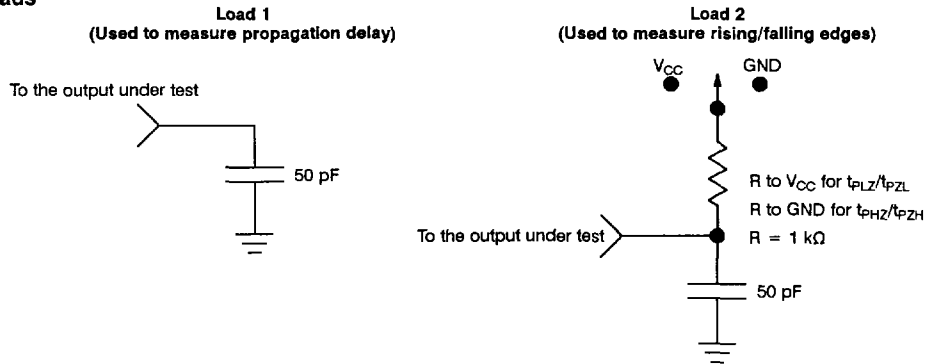 Load 1
(Used to measure propagation delay)
To the output under test
50 pF
Load 2
(Used to measure rising/falling edges)
VCC
GND
R to VCC for tPLZ/tPZL
R to GND for tPHZ/tPZH
R = 1 kΩ
To the output under test
50 pF